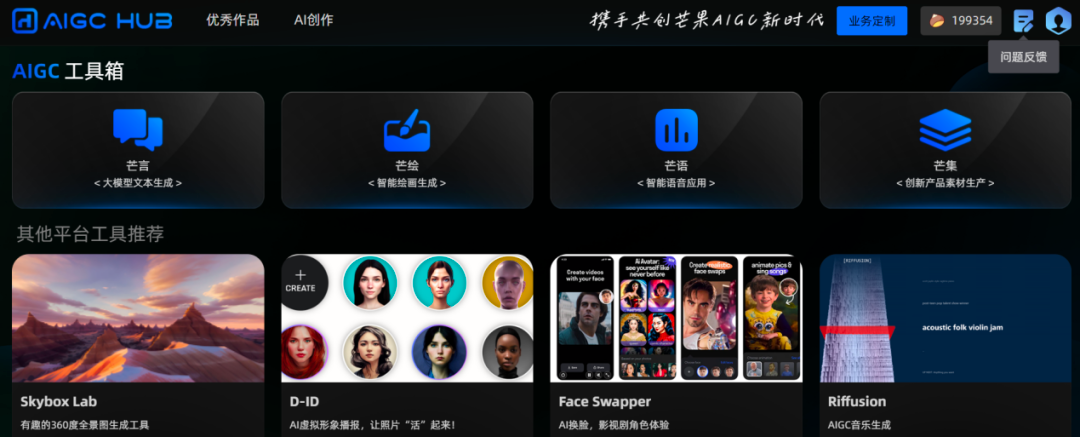 AIGC HUB
优秀作品
AI创作
携手共创芒果AIGC新时代
业务定制
199354
问题反馈
AIGC 工具箱
芒言
< 大模型文本生成 >
芒绘
< 智能绘画生成 >
芒语
< 智能语音应用 >
芒集
< 创新产品素材生产 >
其他平台工具推荐
+
CREATE
Create videos
with your face
AI Avatar:
see yourself like
never before
Create realistic
face swaps
animate pics &
sing songs
[RIFFUSION]
acoustic folk violin jam
Skybox Lab
有趣的360度全景图生成工具
D-ID
AI虚拟形象播报，让照片“活”起来！
Face Swapper
AI换脸，影视剧角色体验
Riffusion
AIGC音乐生成